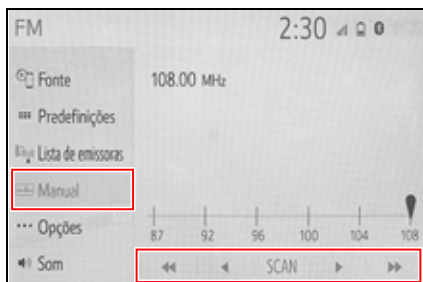 FM
2:30
Fonte
108.00 MHz
Predefinições
Lista de emissoras
Manual
Opções
87 92 96 100 104 108
Som
SCAN